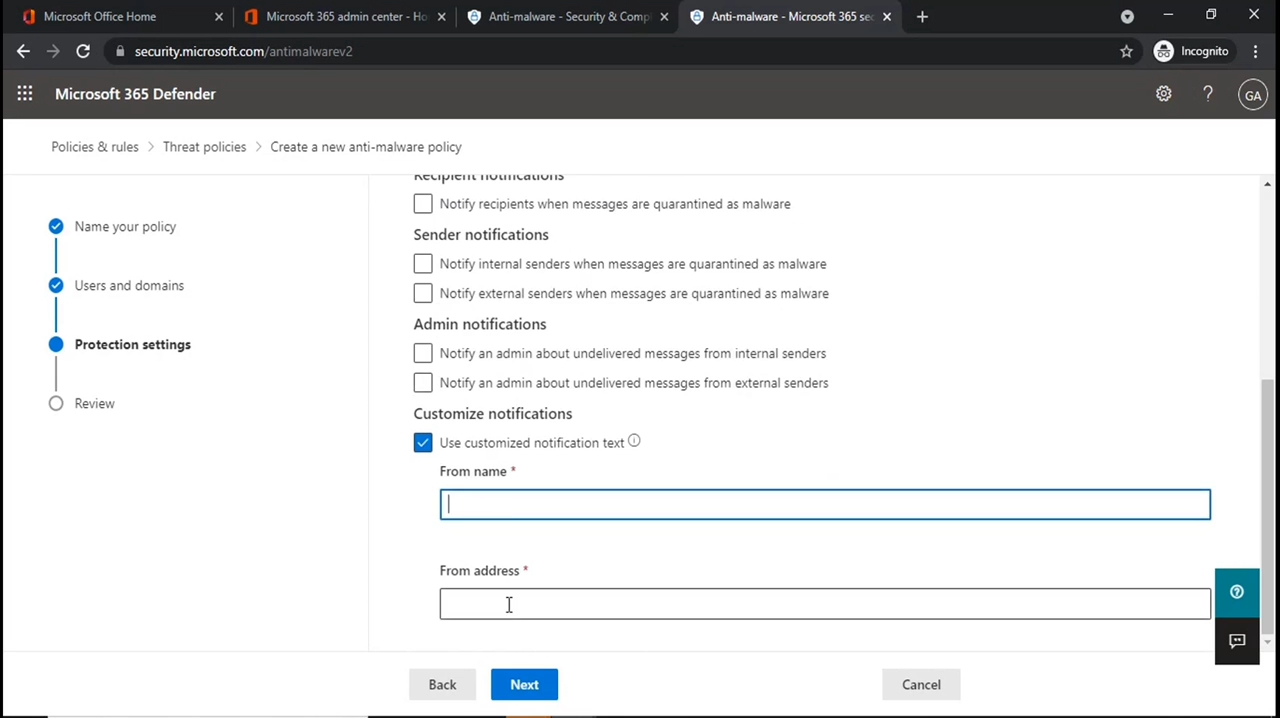 Microsoft Office Home
Microsoft 365 admin center - Ho
Anti-malware - Security & Compl
Anti-malware - Microsoft 365 sec
security.microsoft.com/antimalwarev2
Incognito
Microsoft 365 Defender
?
GA
Policies & rules > Threat policies > Create a new anti-malware policy
Name your policy
Users and domains
Protection settings
Review
Recipient notifications
Notify recipients when messages are quarantined as malware
Sender notifications
Notify internal senders when messages are quarantined as malware
Notify external senders when messages are quarantined as malware
Admin notifications
Notify an admin about undelivered messages from internal senders
Notify an admin about undelivered messages from external senders
Customize notifications
Use customized notification text
From name *
From address *
Back
Next
Cancel